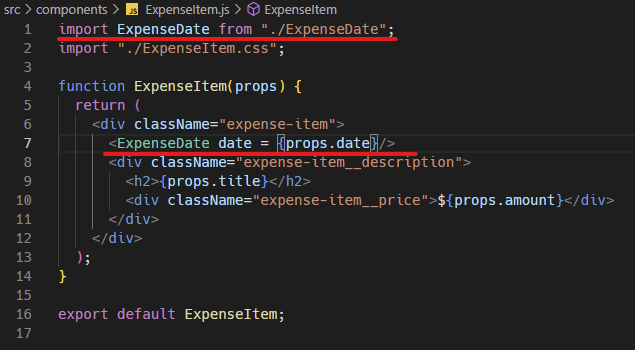 src > components > JS ExpenseItem.js > ExpenseItem
1 import ExpenseDate from "./ExpenseDate";
2 import "./ExpenseItem.css";
3
4 function ExpenseItem(props) {
5   return (
6     <div className="expense-item">
7       <ExpenseDate date = {props.date}/>
8       <div className="expense-item__description">
9         <h2>{props.title}</h2>
10         <div className="expense-item__price">${props.amount}</div>
11       </div>
12     </div>
13   );
14 }
15
16 export default ExpenseItem;
17